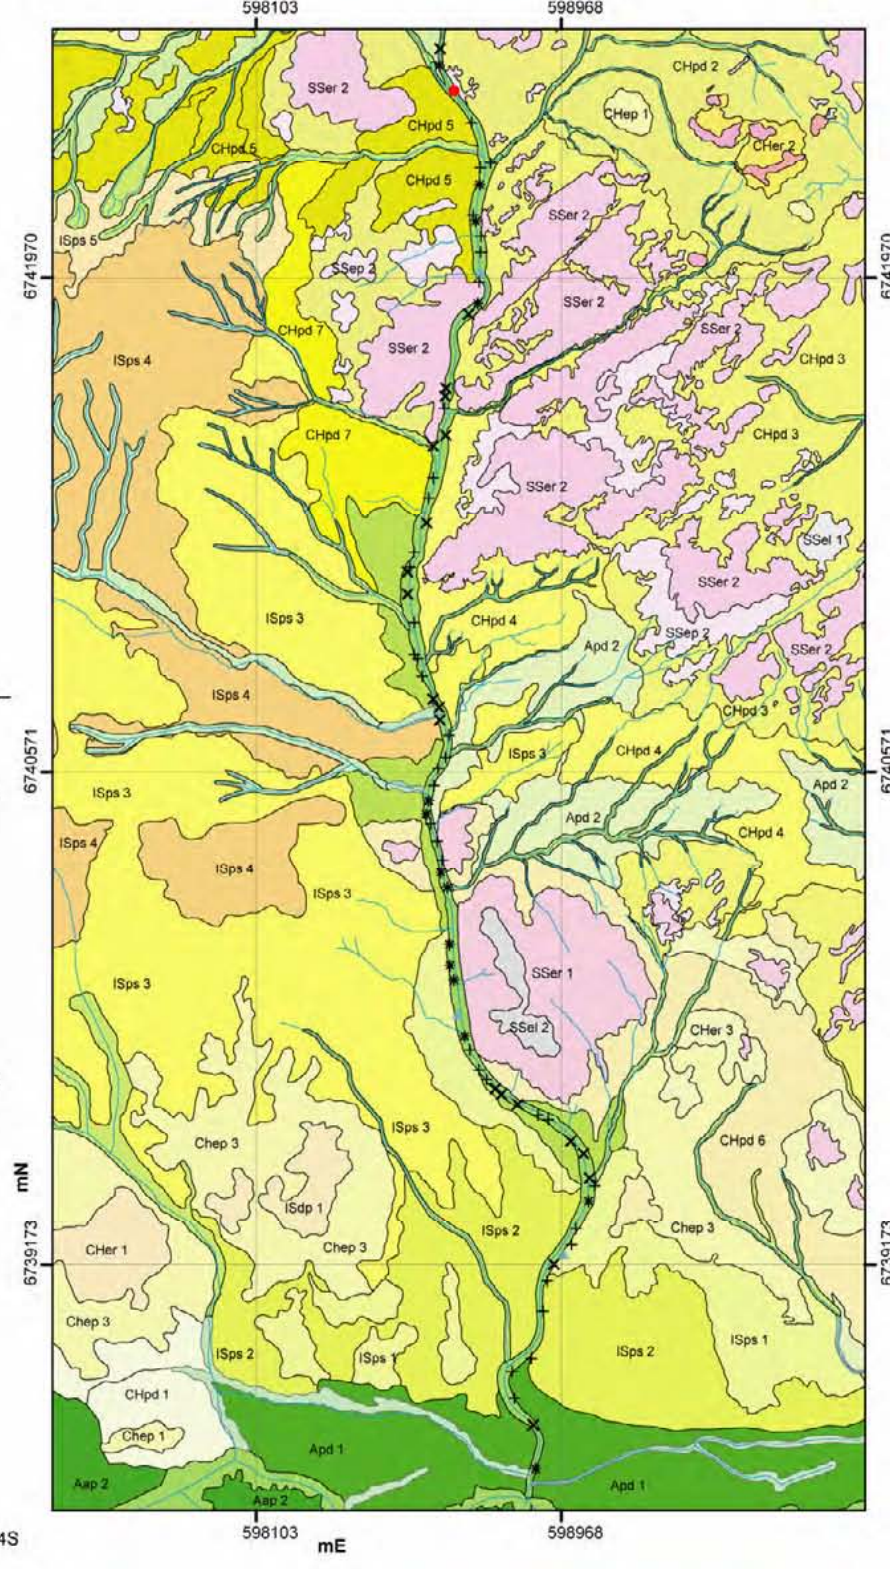 598103 598968
CHpd 2
SSer 2
CHep 1
CHpd 5
CHpd 5 CHer 2
CHpd 5
SSer 2
ISps 5
SSep 2
6741970 6741970
SSer 2
CHpd 7 SSer 2
SSer 2
ISps 4 CHpd 3
CHpd 7 CHpd 3
SSer 2
SSel 1
SSer 2
ISps 3 CHpd 4
SSep 2
Apd 2 SSer 2
ISps 4
CHpd 3
ISps 3 CHpd 4
6740571 6740571
ISps 3 Apd 2
Apd 2
CHpd 4
ISps 4
ISps 4
ISps 3
SSer 1
ISps 3
SSel 2 CHer 3
ISps 3
Chep 3 CHpd 6
ISdp 1
mN
ISps 2 Chep 3
CHer 1 Chep 3
6739173 6739173
Chep 3
ISps 2 ISps 1 ISps 2 ISps 1
CHpd 1
Chep 1
Apd 1
Aap 2 Apd 1
Aap 2
4S
598103 598968
mE